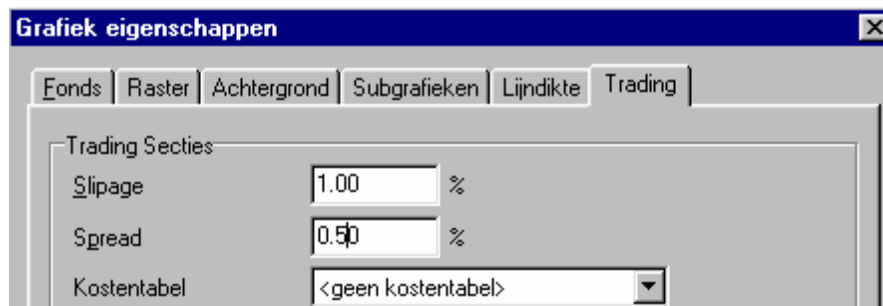 Grafiek eigenschappen
Fonds Raster Achtergrond Subgrafieken Lijndikte Trading
Trading Secties
Slipage 1.00 %
Spread 0.50 %
Kostentabel <geen kostentabel>